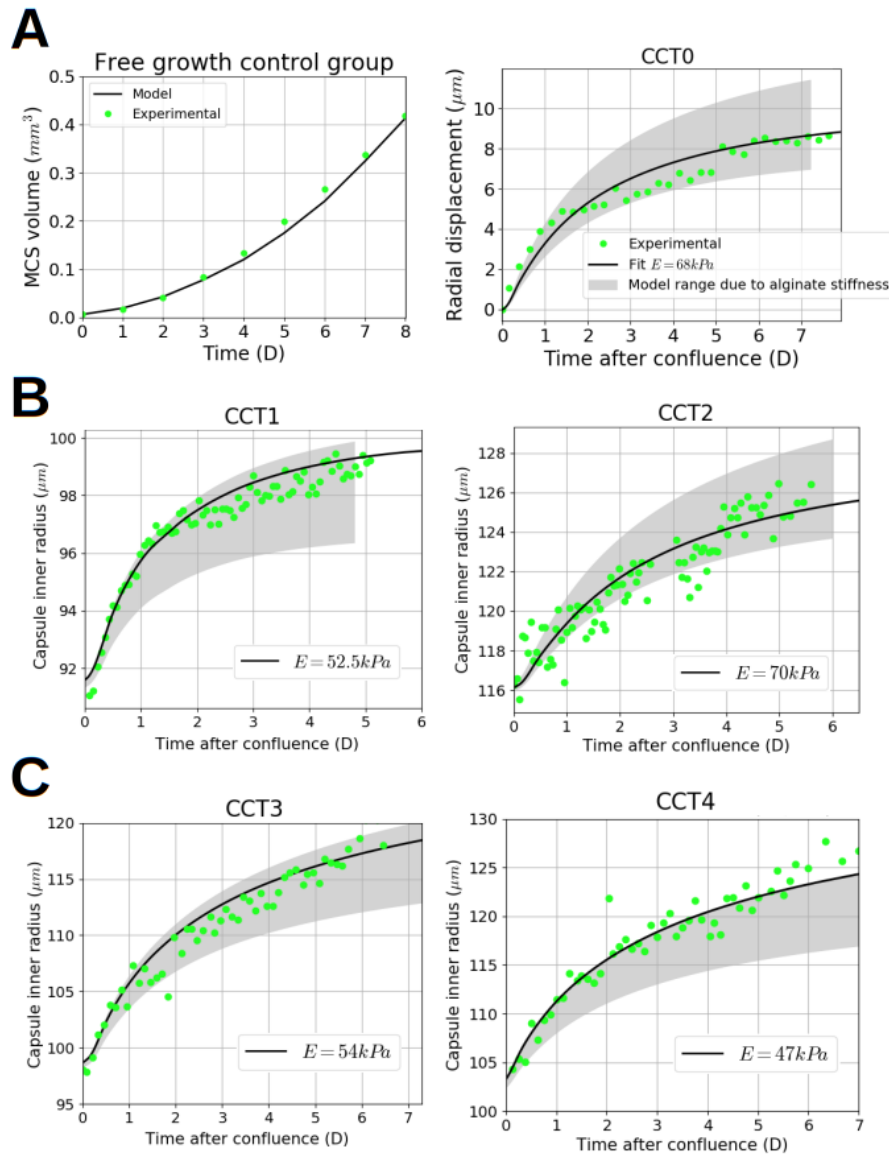 A
Free growth control group
0.5
0.4
0.3
0.2
0.1
0.0
MCS volume (mm³)
Model
Experimental
0 1 2 3 4 5 6 7 8
Time (D)
CCT0
10
8
6
4
2
0
Radial displacement (μm)
Experimental
Fit E = 68kPa
Model range due to alginate stiffness
0 1 2 3 4 5 6 7
Time after confluence (D)
B
CCT1
100
98
96
94
92
Capsule inner radius (μm)
E = 52.5kPa
0 1 2 3 4 5 6
Time after confluence (D)
CCT2
128
126
124
122
120
118
116
Capsule inner radius (μm)
E = 70kPa
0 1 2 3 4 5 6
Time after confluence (D)
C
CCT3
120
115
110
105
100
95
Capsule inner radius (μm)
E = 54kPa
0 1 2 3 4 5 6 7
Time after confluence (D)
CCT4
130
125
120
115
110
105
100
Capsule inner radius (μm)
E = 47kPa
0 1 2 3 4 5 6 7
Time after confluence (D)